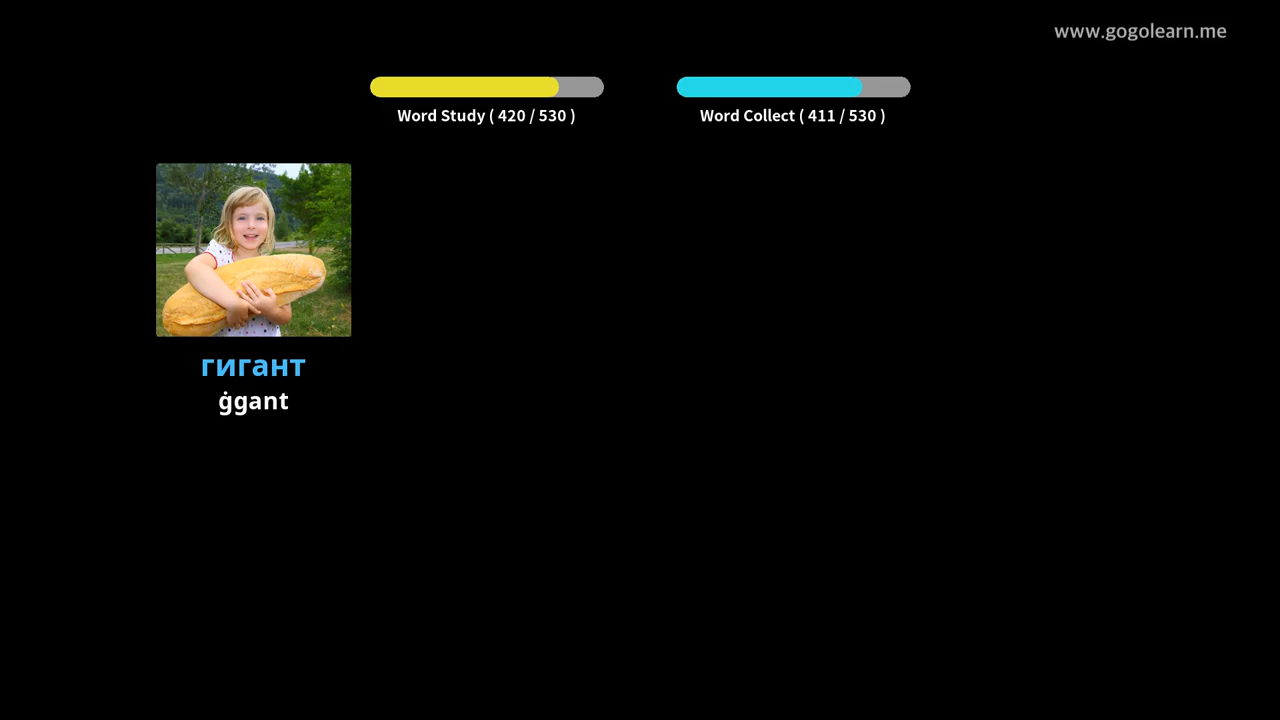 www.gogolearn.me
Word Study ( 420 / 530 )
Word Collect ( 411 / 530 )
гигант
ġgant